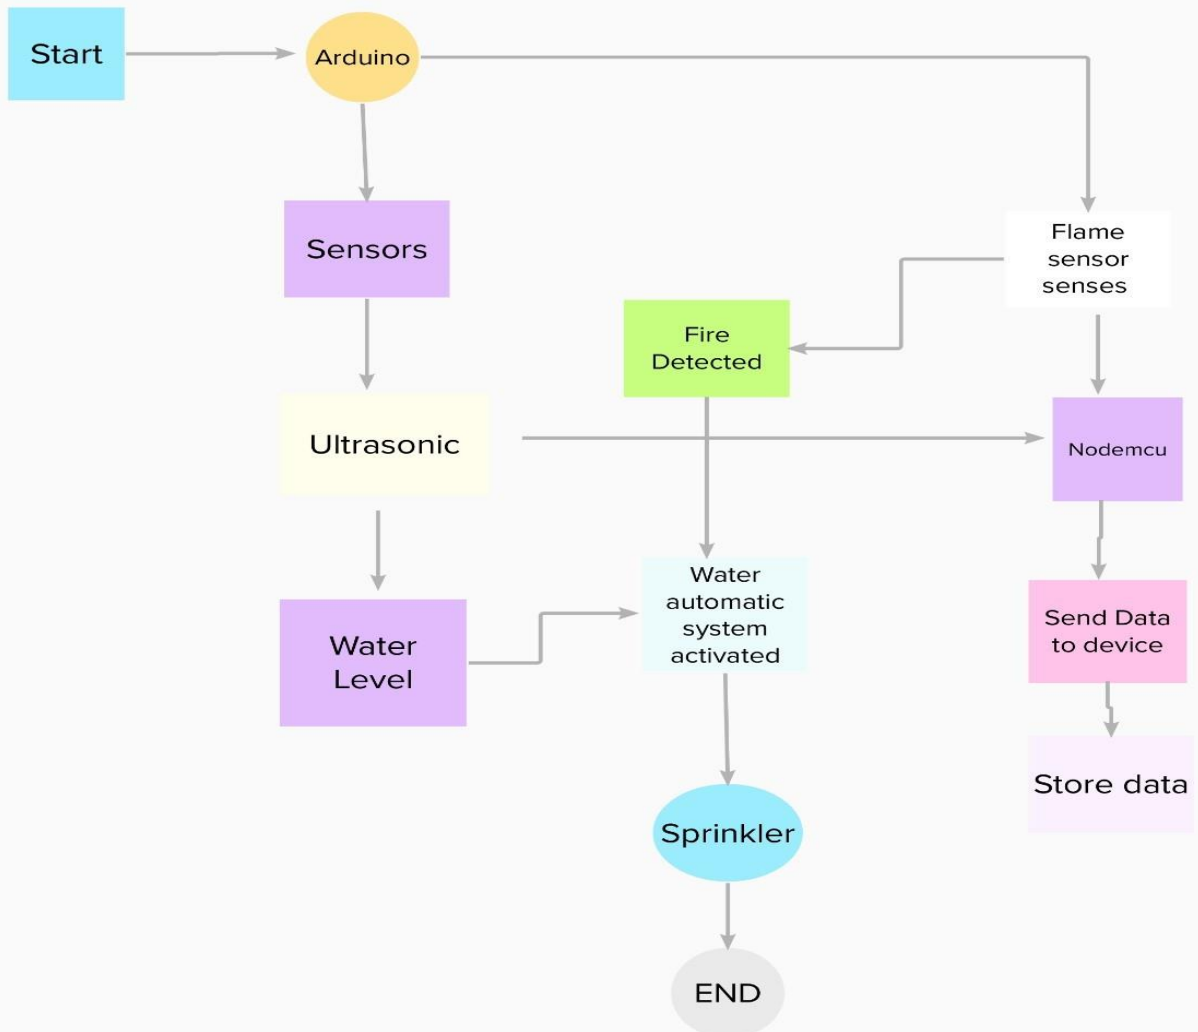 Start
Arduino
Sensors
Flame
sensor
senses
Fire
Detected
Ultrasonic
Nodemcu
Water
automatic
system
activated
Water
Level
Send Data
to device
Store data
Sprinkler
END